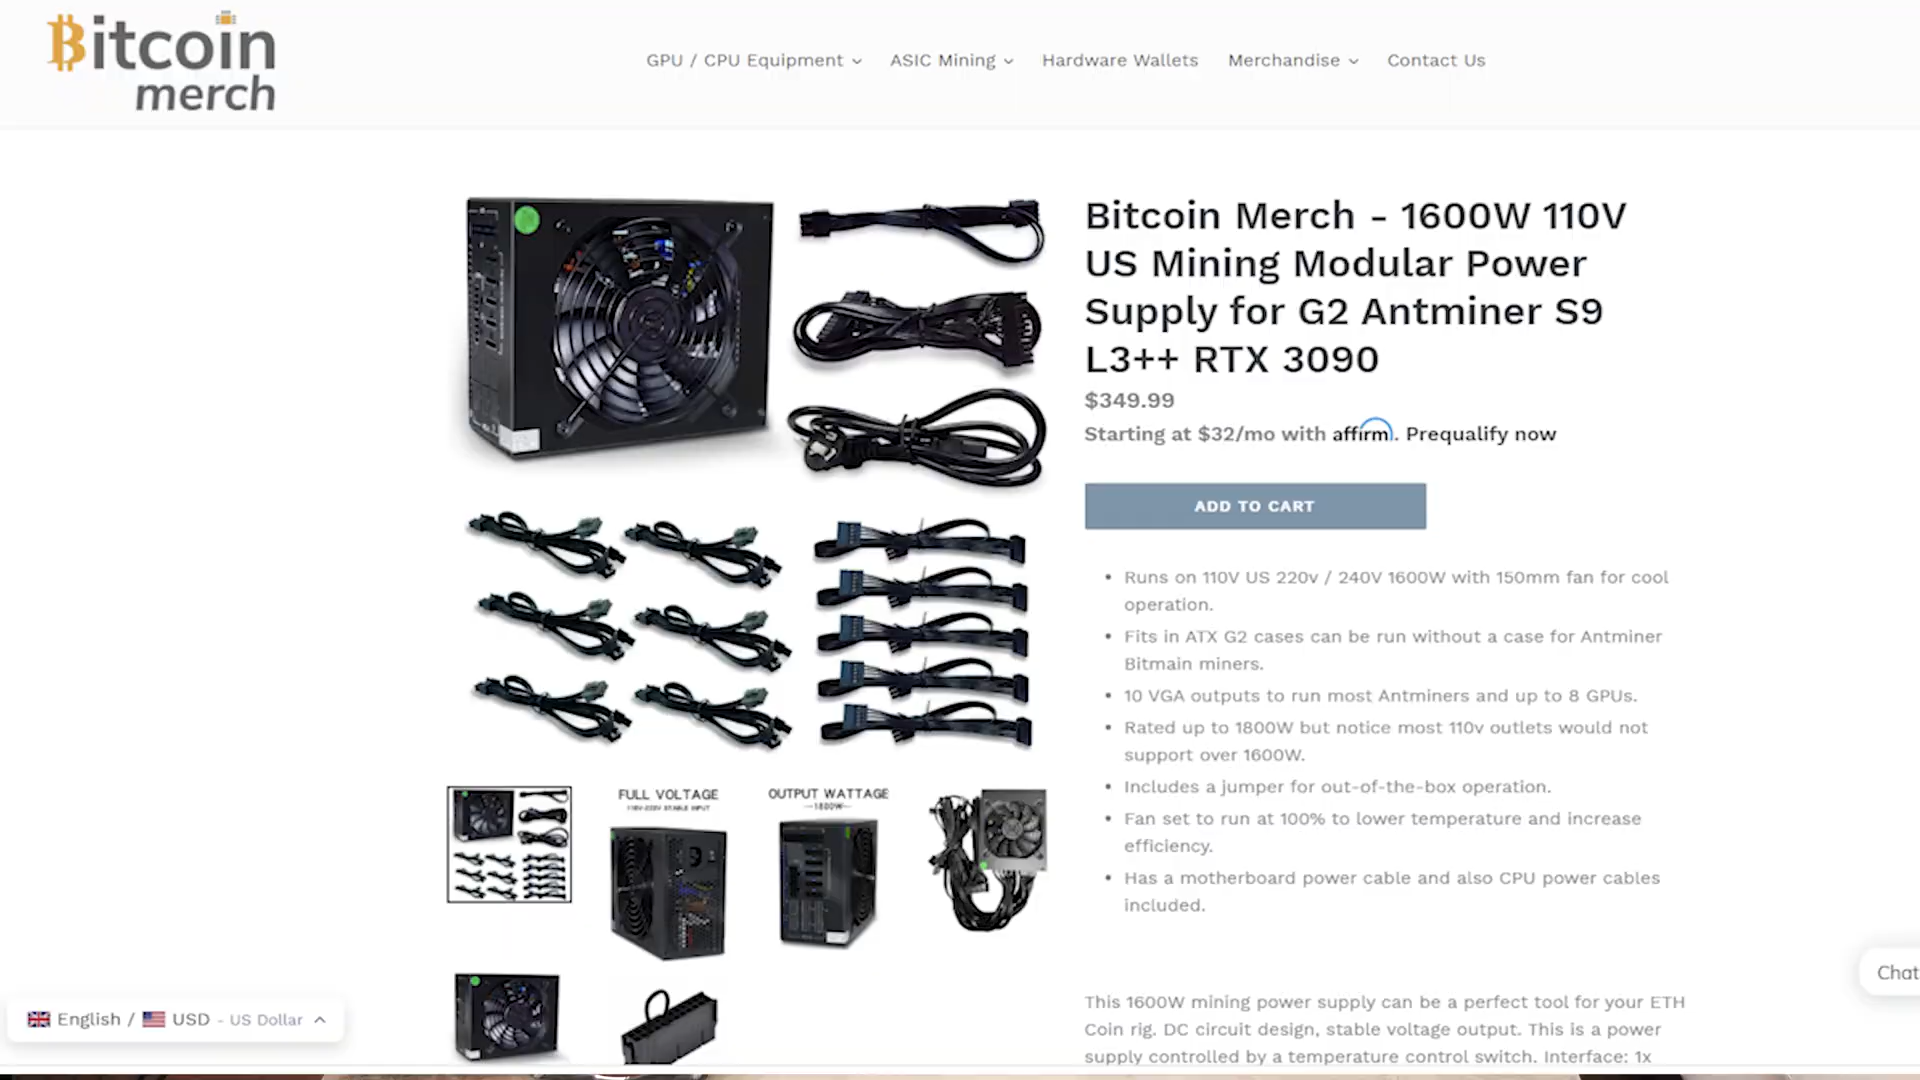 Bitcoin
merch
GPU / CPU Equipment
ASIC Mining
Hardware Wallets
Merchandise
Contact Us
Bitcoin Merch - 1600W 110V
US Mining Modular Power
Supply for G2 Antminer S9
L3++ RTX 3090
$349.99
Starting at $32/mo with affirm. Prequalify now
ADD TO CART
• Runs on 110V US 220v / 240V 1600W with 150mm fan for cool
operation.
• Fits in ATX G2 cases can be run without a case for Antminer
Bitmain miners.
• 10 VGA outputs to run most Antminers and up to 8 GPUs.
• Rated up to 1800W but notice most 110v outlets would not
support over 1600W.
• Includes a jumper for out-of-the-box operation.
• Fan set to run at 100% to lower temperature and increase
efficiency.
• Has a motherboard power cable and also CPU power cables
included.
FULL VOLTAGE
110V-220V STABLE INPUT
OUTPUT WATTAGE
—1800W—
This 1600W mining power supply can be a perfect tool for your ETH
Coin rig. DC circuit design, stable voltage output. This is a power
supply controlled by a temperature control switch. Interface: 1x
Chat
English / USD - US Dollar